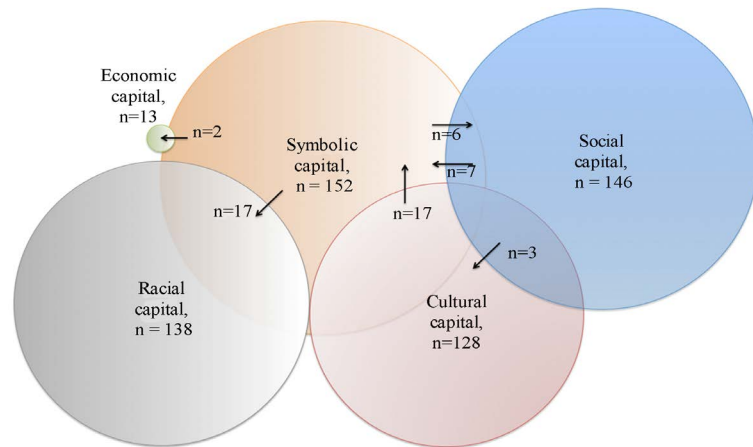 Economic
capital,
n=13
n=2
Symbolic
capital,
n = 152
n=6
n=7
Social
capital,
n = 146
n=17
n=17
n=3
Racial
capital,
n = 138
Cultural
capital,
n=128